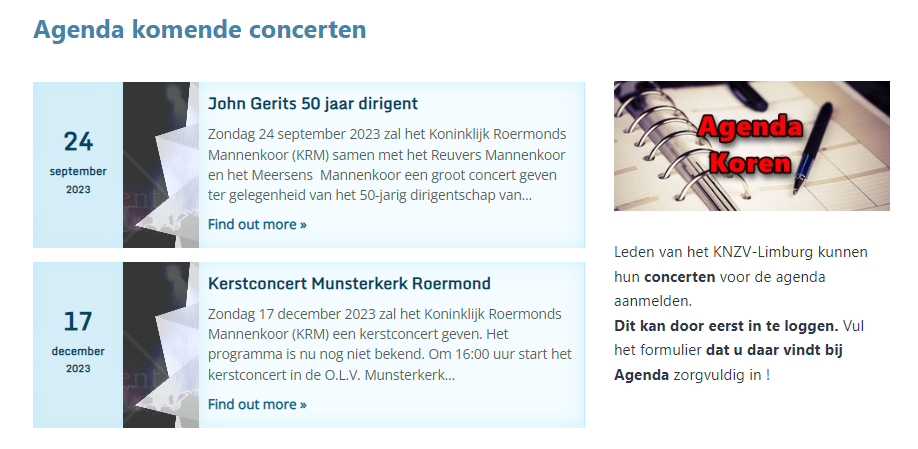 Agenda komende concerten
24
september
2023
John Gerits 50 jaar dirigent
Zondag 24 september 2023 zal het Koninklijk Roermonds
Mannenkoor (KRM) samen met het Reuvers Mannenkoor
en het Meersens Mannenkoor een groot concert geven
ter gelegenheid van het 50-jarig dirigentschap van...
Find out more »
17
december
2023
Kerstconcert Munsterkerk Roermond
Zondag 17 december 2023 zal het Koninklijk Roermonds
Mannenkoor (KRM) een kerstconcert geven. Het
programma is nu nog niet bekend. Om 16:00 uur start het
kerstconcert in de O.L.V. Munsterkerk...
Find out more »
Agenda
Koren
Leden van het KNZV-Limburg kunnen
hun concerten voor de agenda
aanmelden.
Dit kan door eerst in te loggen. Vul
het formulier dat u daar vindt bij
Agenda zorgvuldig in !